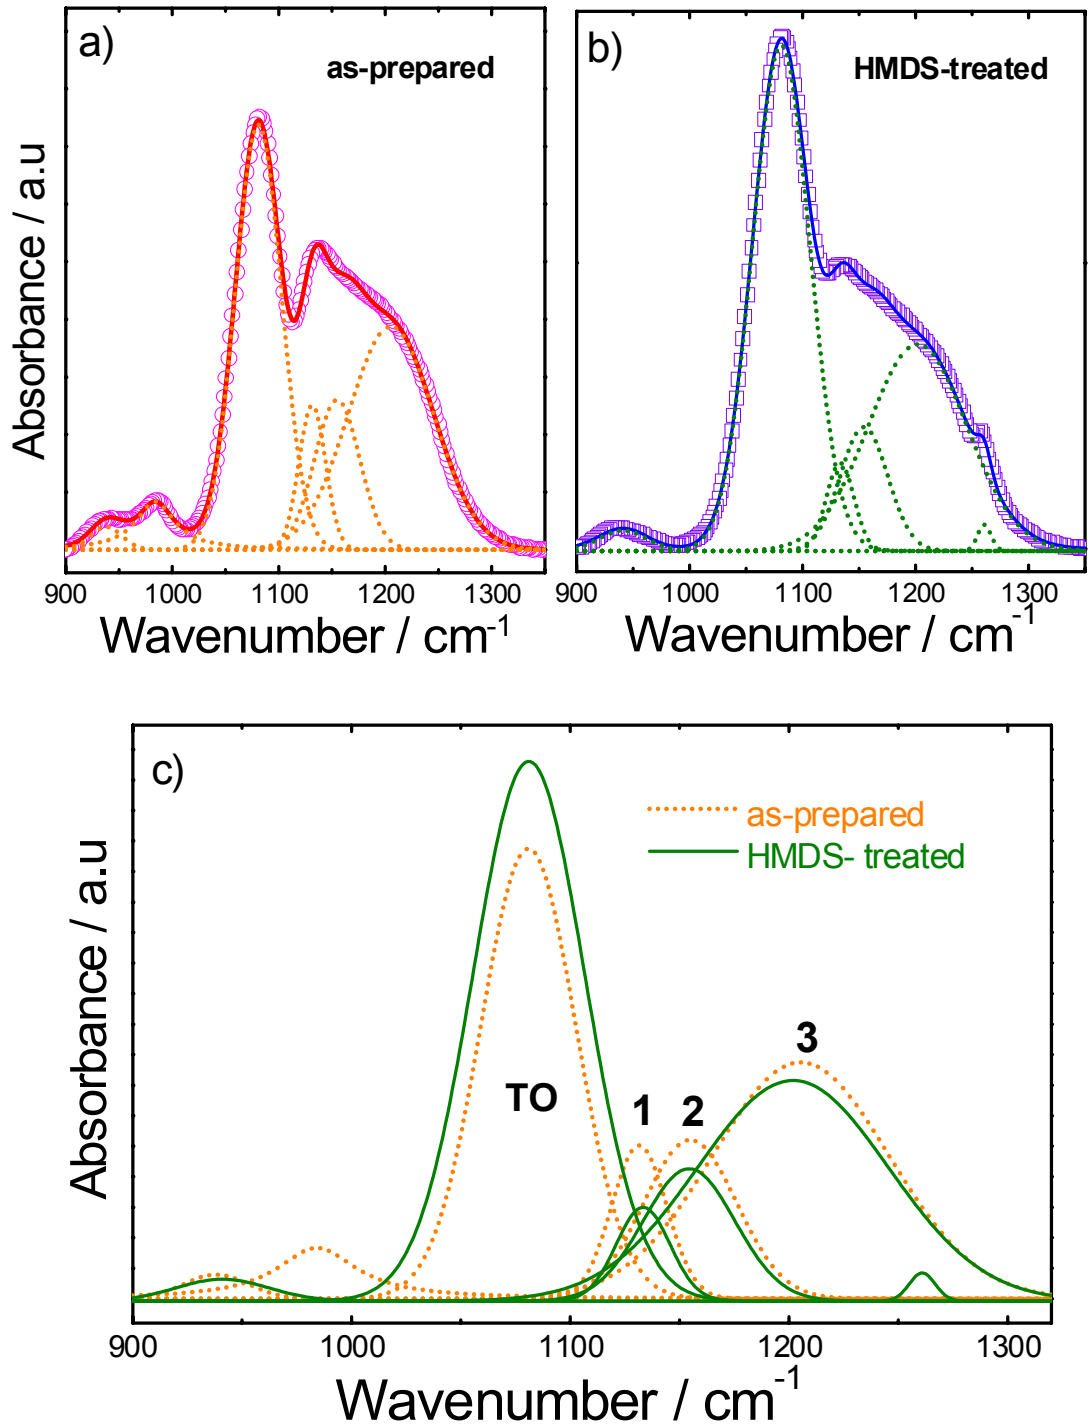 a)
as-prepared
Absorbance / a.u
900 1000 1100 1200 1300
Wavenumber / cm-1
b)
HMDS-treated
900 1000 1100 1200 1300
Wavenumber / cm-1
c)
as-prepared
HMDS- treated
TO
1
2
3
Absorbance / a.u
900 1000 1100 1200 1300
Wavenumber / cm-1